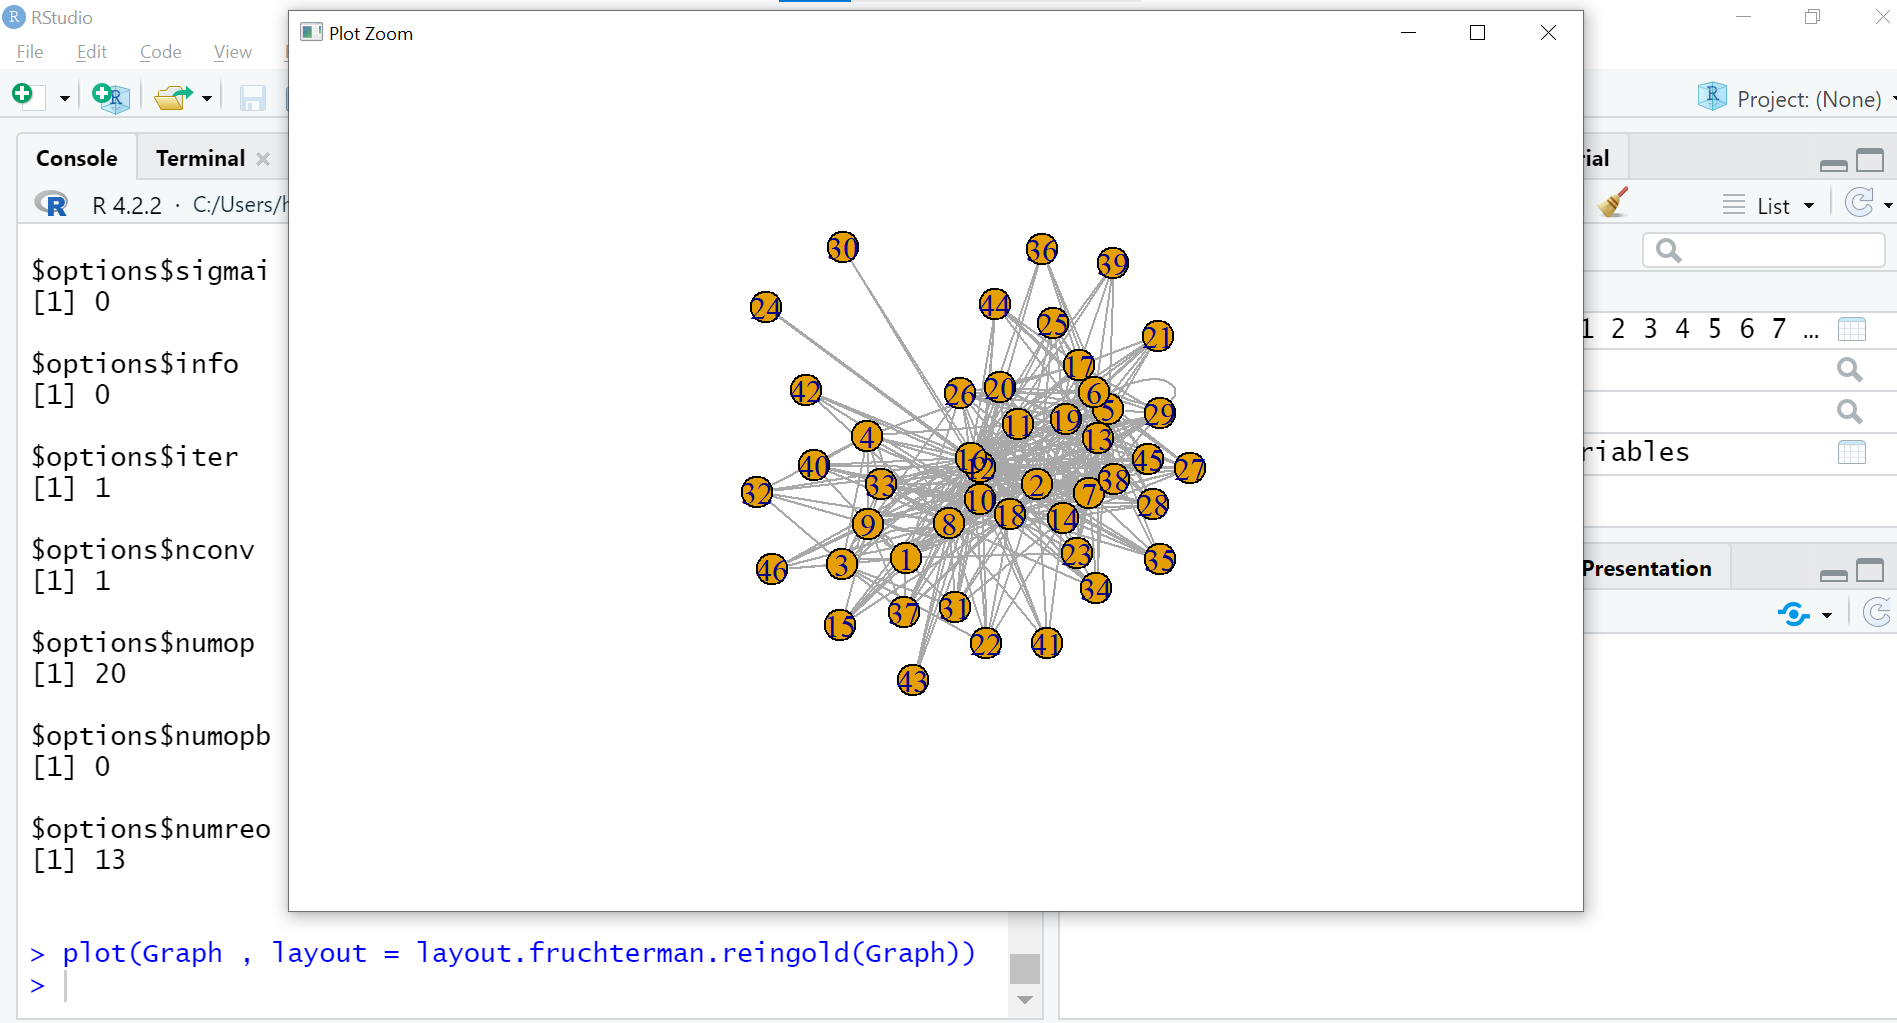 RStudio
Plot Zoom
File Edit Code View
Project: (None)
Console Terminal
rial
R 4.2.2 · C:/Users/h
List
$options$sigmai
[1] 0
$options$info
[1] 0
$options$iter
[1] 1
$options$nconv
[1] 1
$options$numop
[1] 20
$options$numopb
[1] 0
$options$numreo
[1] 13
> plot(Graph , layout = layout.fruchterman.reingold(Graph))
>
30
36
39
24
44
25
21
17
42
26
20
6
5
29
11
19
4
13
16
12
45
27
40
33
2
38
32
10
7
28
18
14
9
8
23
35
3
1
46
34
37
31
15
22
41
43
1 2 3 4 5 6 7 ...
riables
Presentation